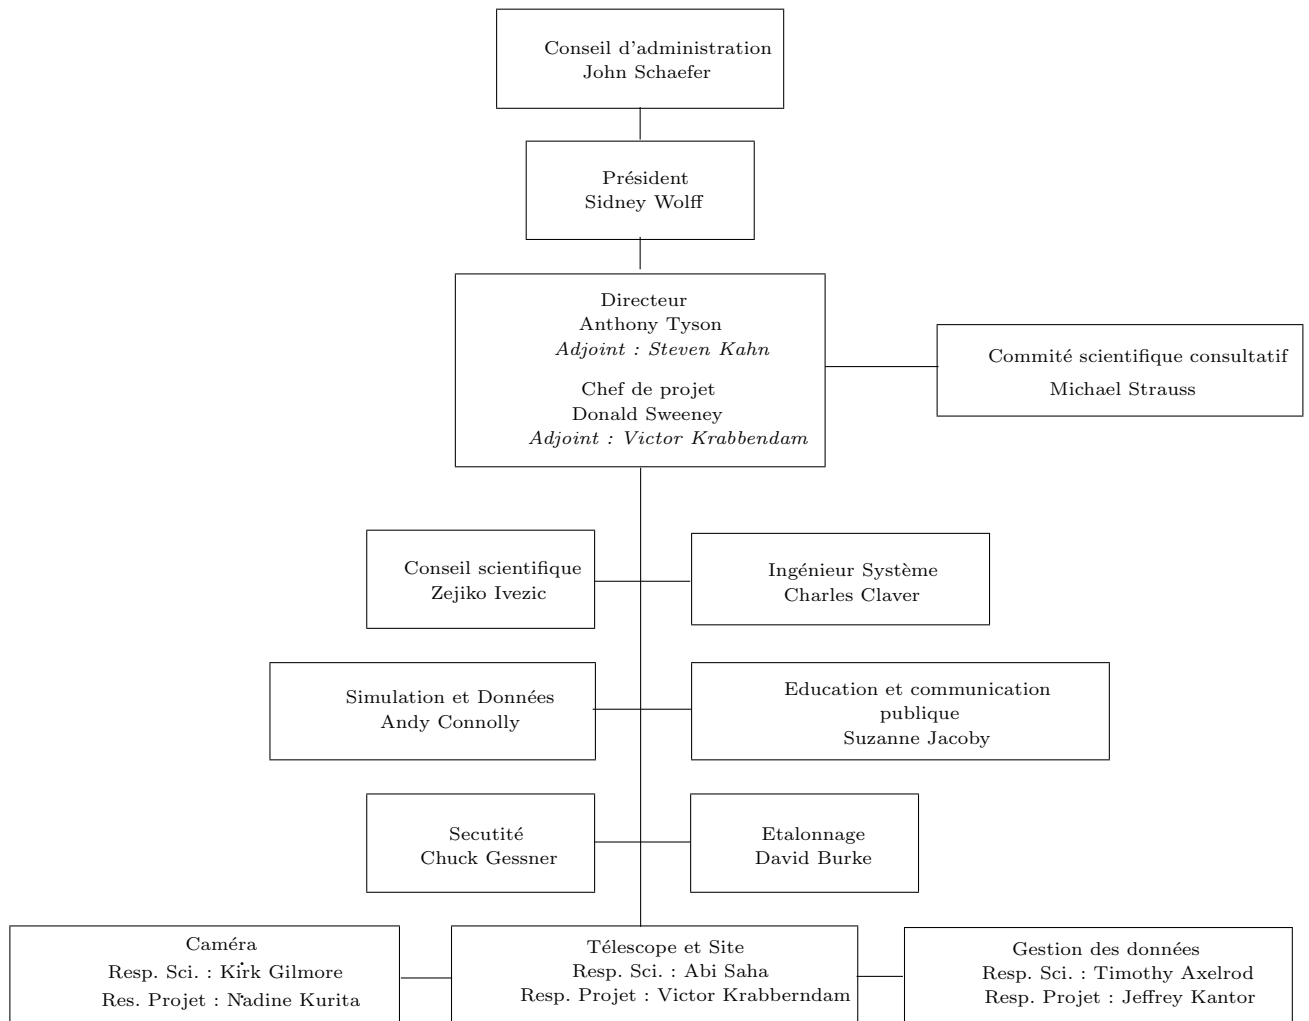 Conseil d'administration
John Schaefer
Président
Sidney Wolff
Directeur
Anthony Tyson
Adjoint : Steven Kahn
Chef de projet
Donald Sweeney
Adjoint : Victor Krabbendam
Commité scientifique consultatif
Michael Strauss
Conseil scientifique
Zejiko Ivezic
Ingénieur Système
Charles Claver
Simulation et Données
Andy Connolly
Education et communication
publique
Suzanne Jacoby
Secutité
Chuck Gessner
Etalonnage
David Burke
Caméra
Resp. Sci. : Kirk Gilmore
Res. Projet : Nadine Kurita
Télescope et Site
Resp. Sci. : Abi Saha
Resp. Projet : Victor Krabberndam
Gestion des données
Resp. Sci. : Timothy Axelrod
Resp. Projet : Jeffrey Kantor